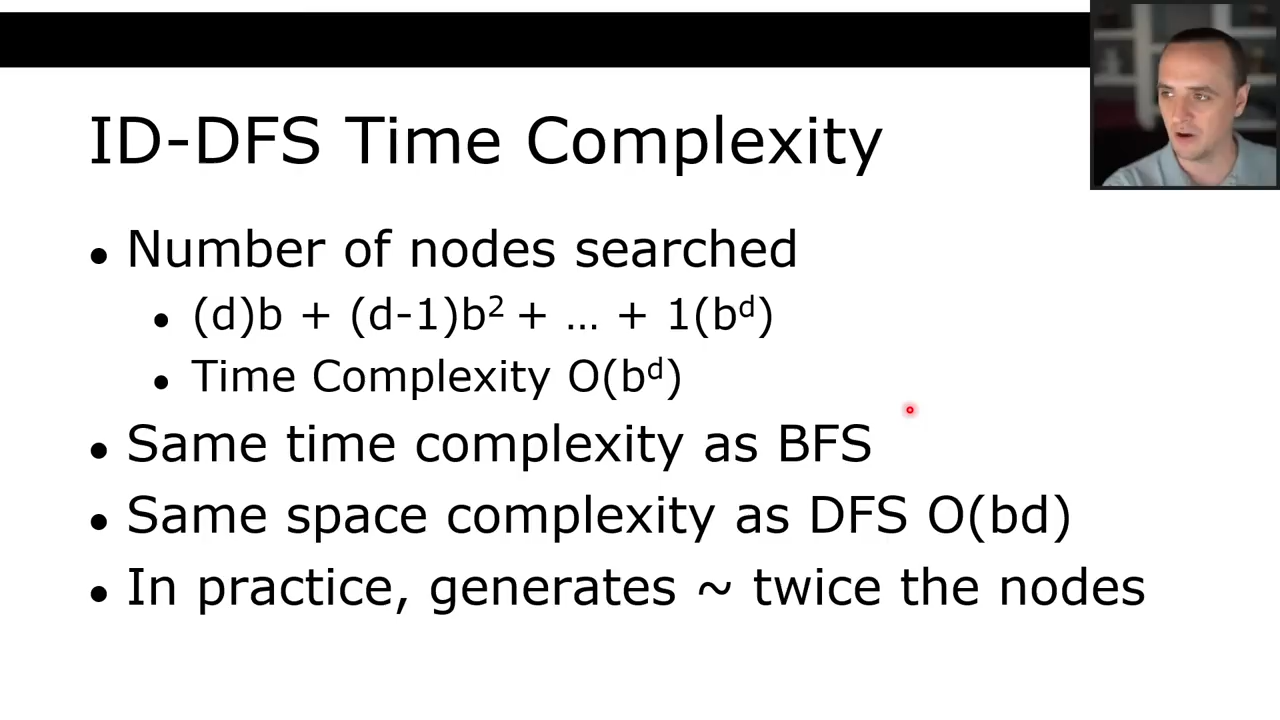 ID-DFS Time Complexity
• Number of nodes searched
• (d)b + (d-1)b² + … + 1(bᵈ)
• Time Complexity O(bᵈ)
• Same time complexity as BFS
• Same space complexity as DFS O(bd)
• In practice, generates ~ twice the nodes